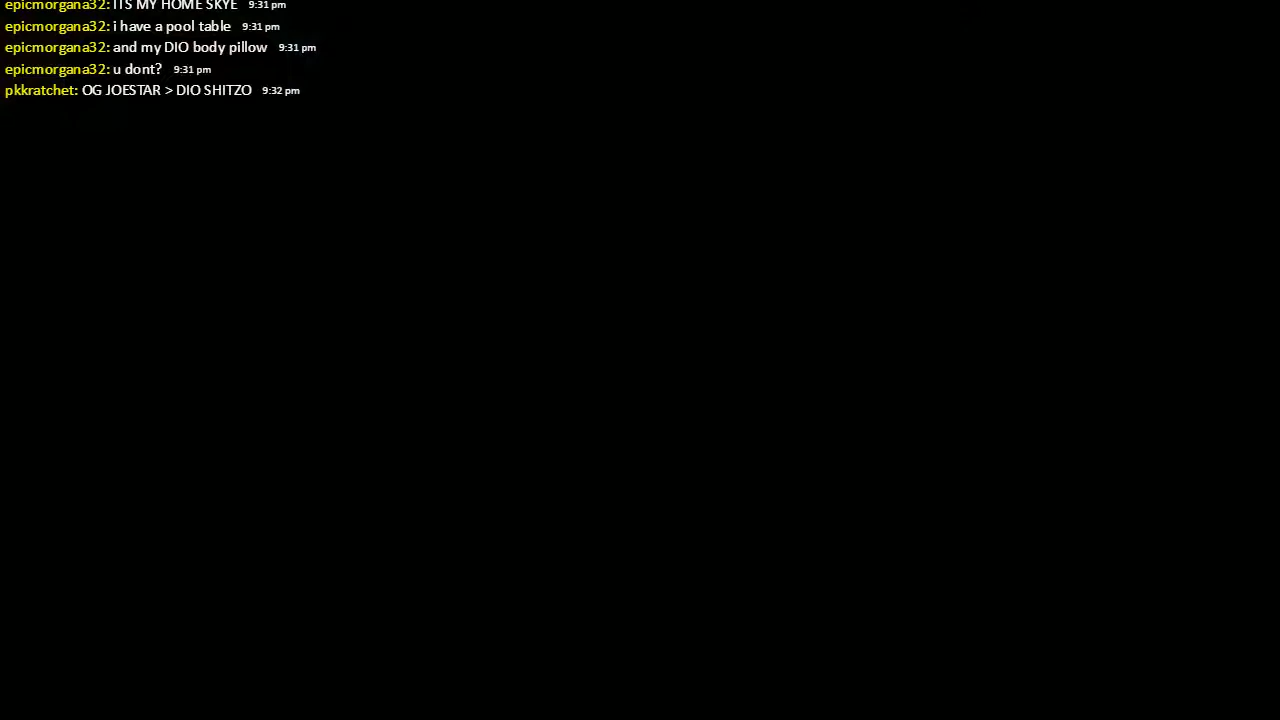 epicmorgana32: ITS MY HOME SKYE 9:31 pm
epicmorgana32: i have a pool table 9:31 pm
epicmorgana32: and my DIO body pillow 9:31 pm
epicmorgana32: u dont? 9:31 pm
pkkratchet: OG JOESTAR > DIO SHITZO 9:32 pm